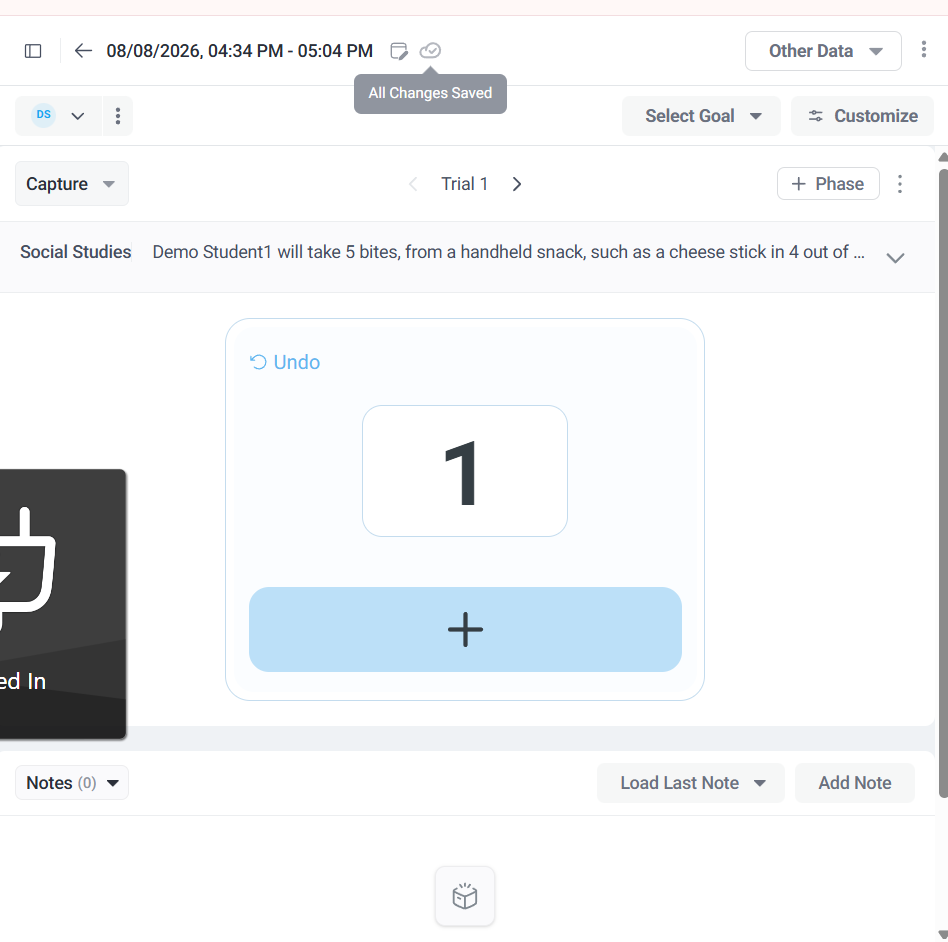 08/08/2026, 04:34 PM - 05:04 PM
Other Data
All Changes Saved
DS
Select Goal
Customize
Capture
Trial 1
Phase
Social Studies
Demo Student1 will take 5 bites, from a handheld snack, such as a cheese stick in 4 out of ...
Undo
1
ed In
Notes (0)
Load Last Note
Add Note